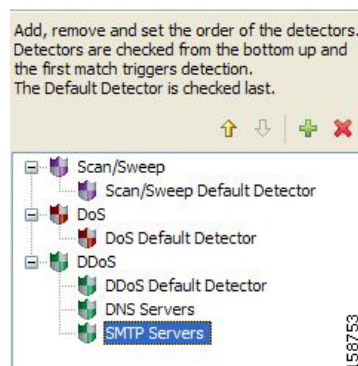 Add, remove and set the order of the detectors.
Detectors are checked from the bottom up and
the first match triggers detection.
The Default Detector is checked last.
Scan/Sweep
Scan/Sweep Default Detector
DoS
DoS Default Detector
DDoS
DDoS Default Detector
DNS Servers
SMTP Servers
158753